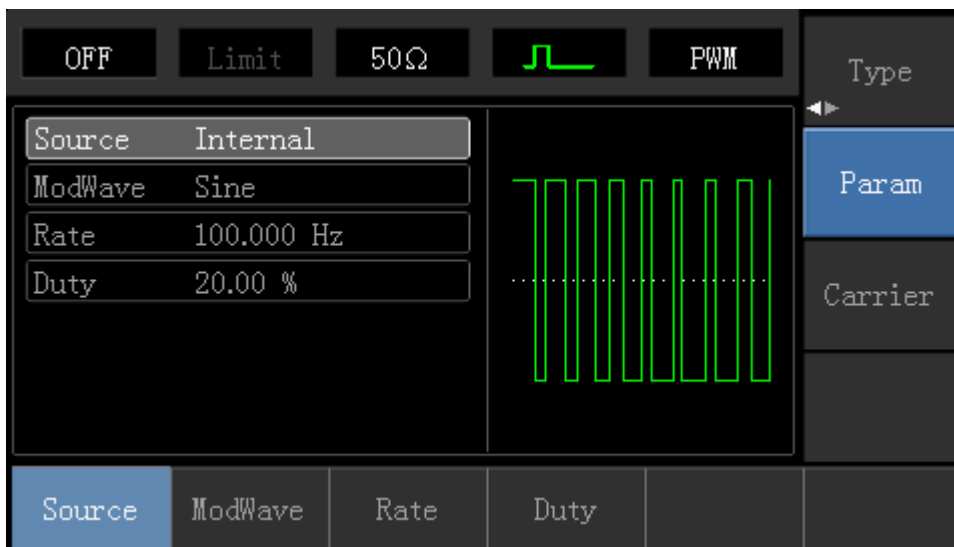 OFF Limit 50Ω PWM
Type
Source Internal
ModWave Sine
Param
Rate 100.000 Hz
Duty 20.00 %
Carrier
Source ModWave Rate Duty